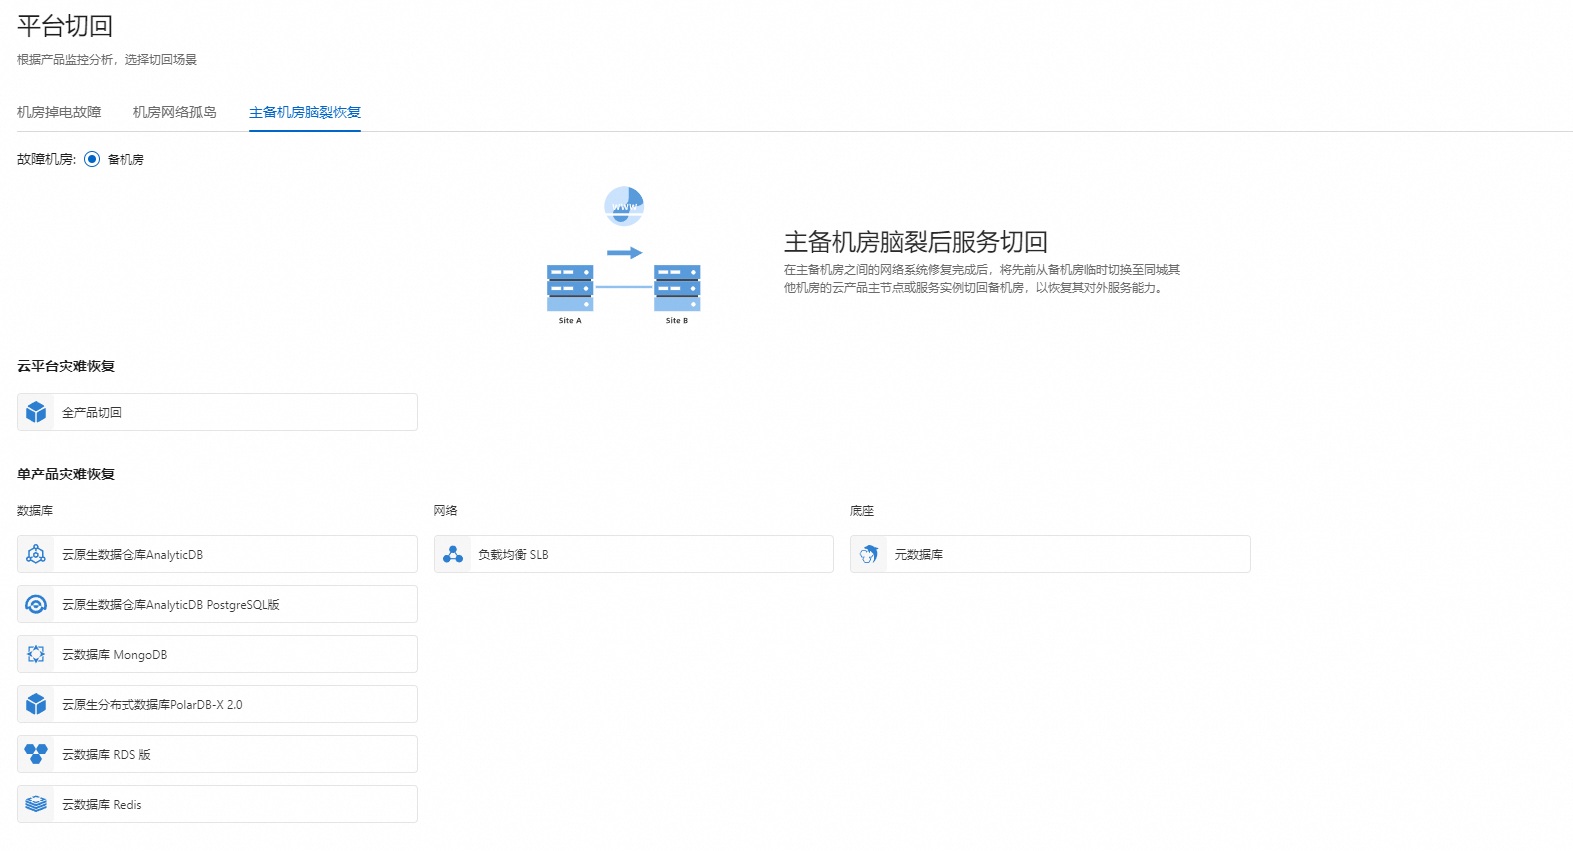 平台切回
根据产品监控分析，选择切回场景
机房掉电故障
机房网络孤岛
主备机房脑裂恢复
故障机房: 备机房
www
Site A
Site B
主备机房脑裂后服务切回
在主备机房之间的网络系统修复完成后，将先前从备机房临时切换至同城其
他机房的云产品主节点或服务实例切回备机房，以恢复其对外服务能力。
云平台灾难恢复
全产品切回
单产品灾难恢复
数据库
云原生数据仓库AnalyticDB
云原生数据仓库AnalyticDB PostgreSQL版
云数据库 MongoDB
云原生分布式数据库PolarDB-X 2.0
云数据库 RDS 版
云数据库 Redis
网络
负载均衡 SLB
底座
元数据库